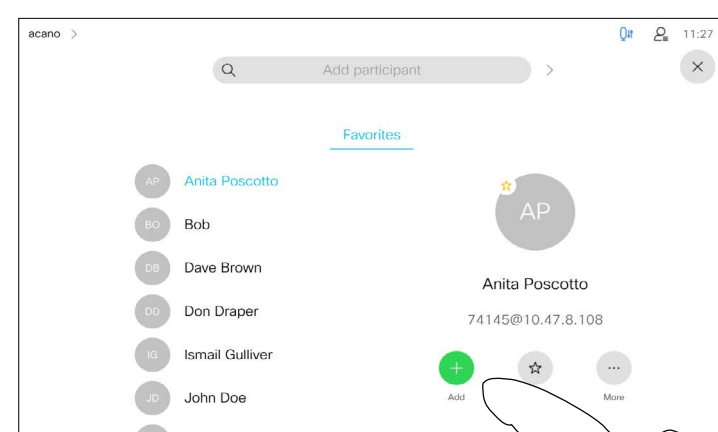 acano >
11:27
Add participant
Favorites
AP Anita Poscotto
BO Bob
DB Dave Brown
DD Don Draper
IG Ismail Gulliver
JD John Doe
AP
Anita Poscotto
74145@10.47.8.108
Add
More